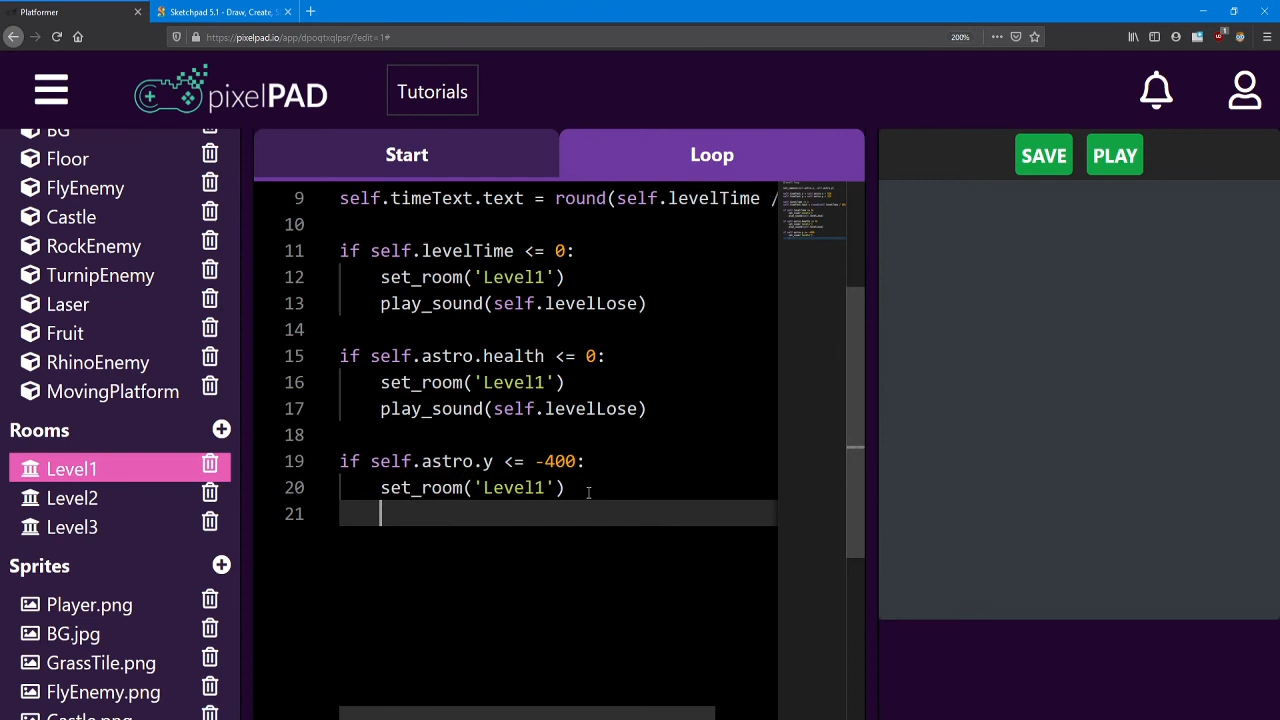 Platformer
Sketchpad 5.1 - Draw, Create, S
https://pixelpad.io/app/dpoqtxqlpsr/?edit=1#
200%
1
pixelPAD
Tutorials
BG
Floor
FlyEnemy
Castle
RockEnemy
TurnipEnemy
Laser
Fruit
RhinoEnemy
MovingPlatform
Rooms
Level1
Level2
Level3
Sprites
Player.png
BG.jpg
GrassTile.png
FlyEnemy.png
Castle.png
Start
Loop
9 self.timeText.text = round(self.levelTime /
10
11 if self.levelTime <= 0:
12 set_room('Level1')
13 play_sound(self.levelLose)
14
15 if self.astro.health <= 0:
16 set_room('Level1')
17 play_sound(self.levelLose)
18
19 if self.astro.y <= -400:
20 set_room('Level1')
21
SAVE
PLAY